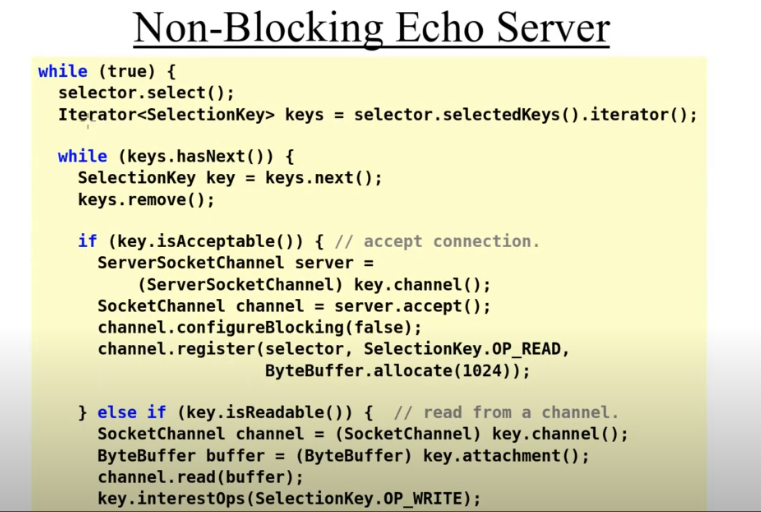 Non-Blocking Echo Server
while (true) {
selector.select();
Iterator<SelectionKey> keys = selector.selectedKeys().iterator();
while (keys.hasNext()) {
SelectionKey key = keys.next();
keys.remove();
if (key.isAcceptable()) { // accept connection.
ServerSocketChannel server =
(ServerSocketChannel) key.channel();
SocketChannel channel = server.accept();
channel.configureBlocking(false);
channel.register(selector, SelectionKey.OP_READ,
ByteBuffer.allocate(1024));
} else if (key.isReadable()) { // read from a channel.
SocketChannel channel = (SocketChannel) key.channel();
ByteBuffer buffer = (ByteBuffer) key.attachment();
channel.read(buffer);
key.interestOps(SelectionKey.OP_WRITE);